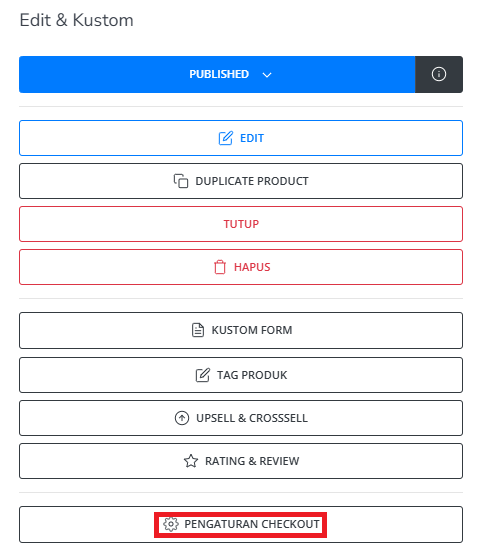 Edit & Kustom
PUBLISHED
EDIT
DUPLICATE PRODUCT
TUTUP
HAPUS
KUSTOM FORM
TAG PRODUK
UPSELL & CROSSSELL
RATING & REVIEW
PENGATURAN CHECKOUT